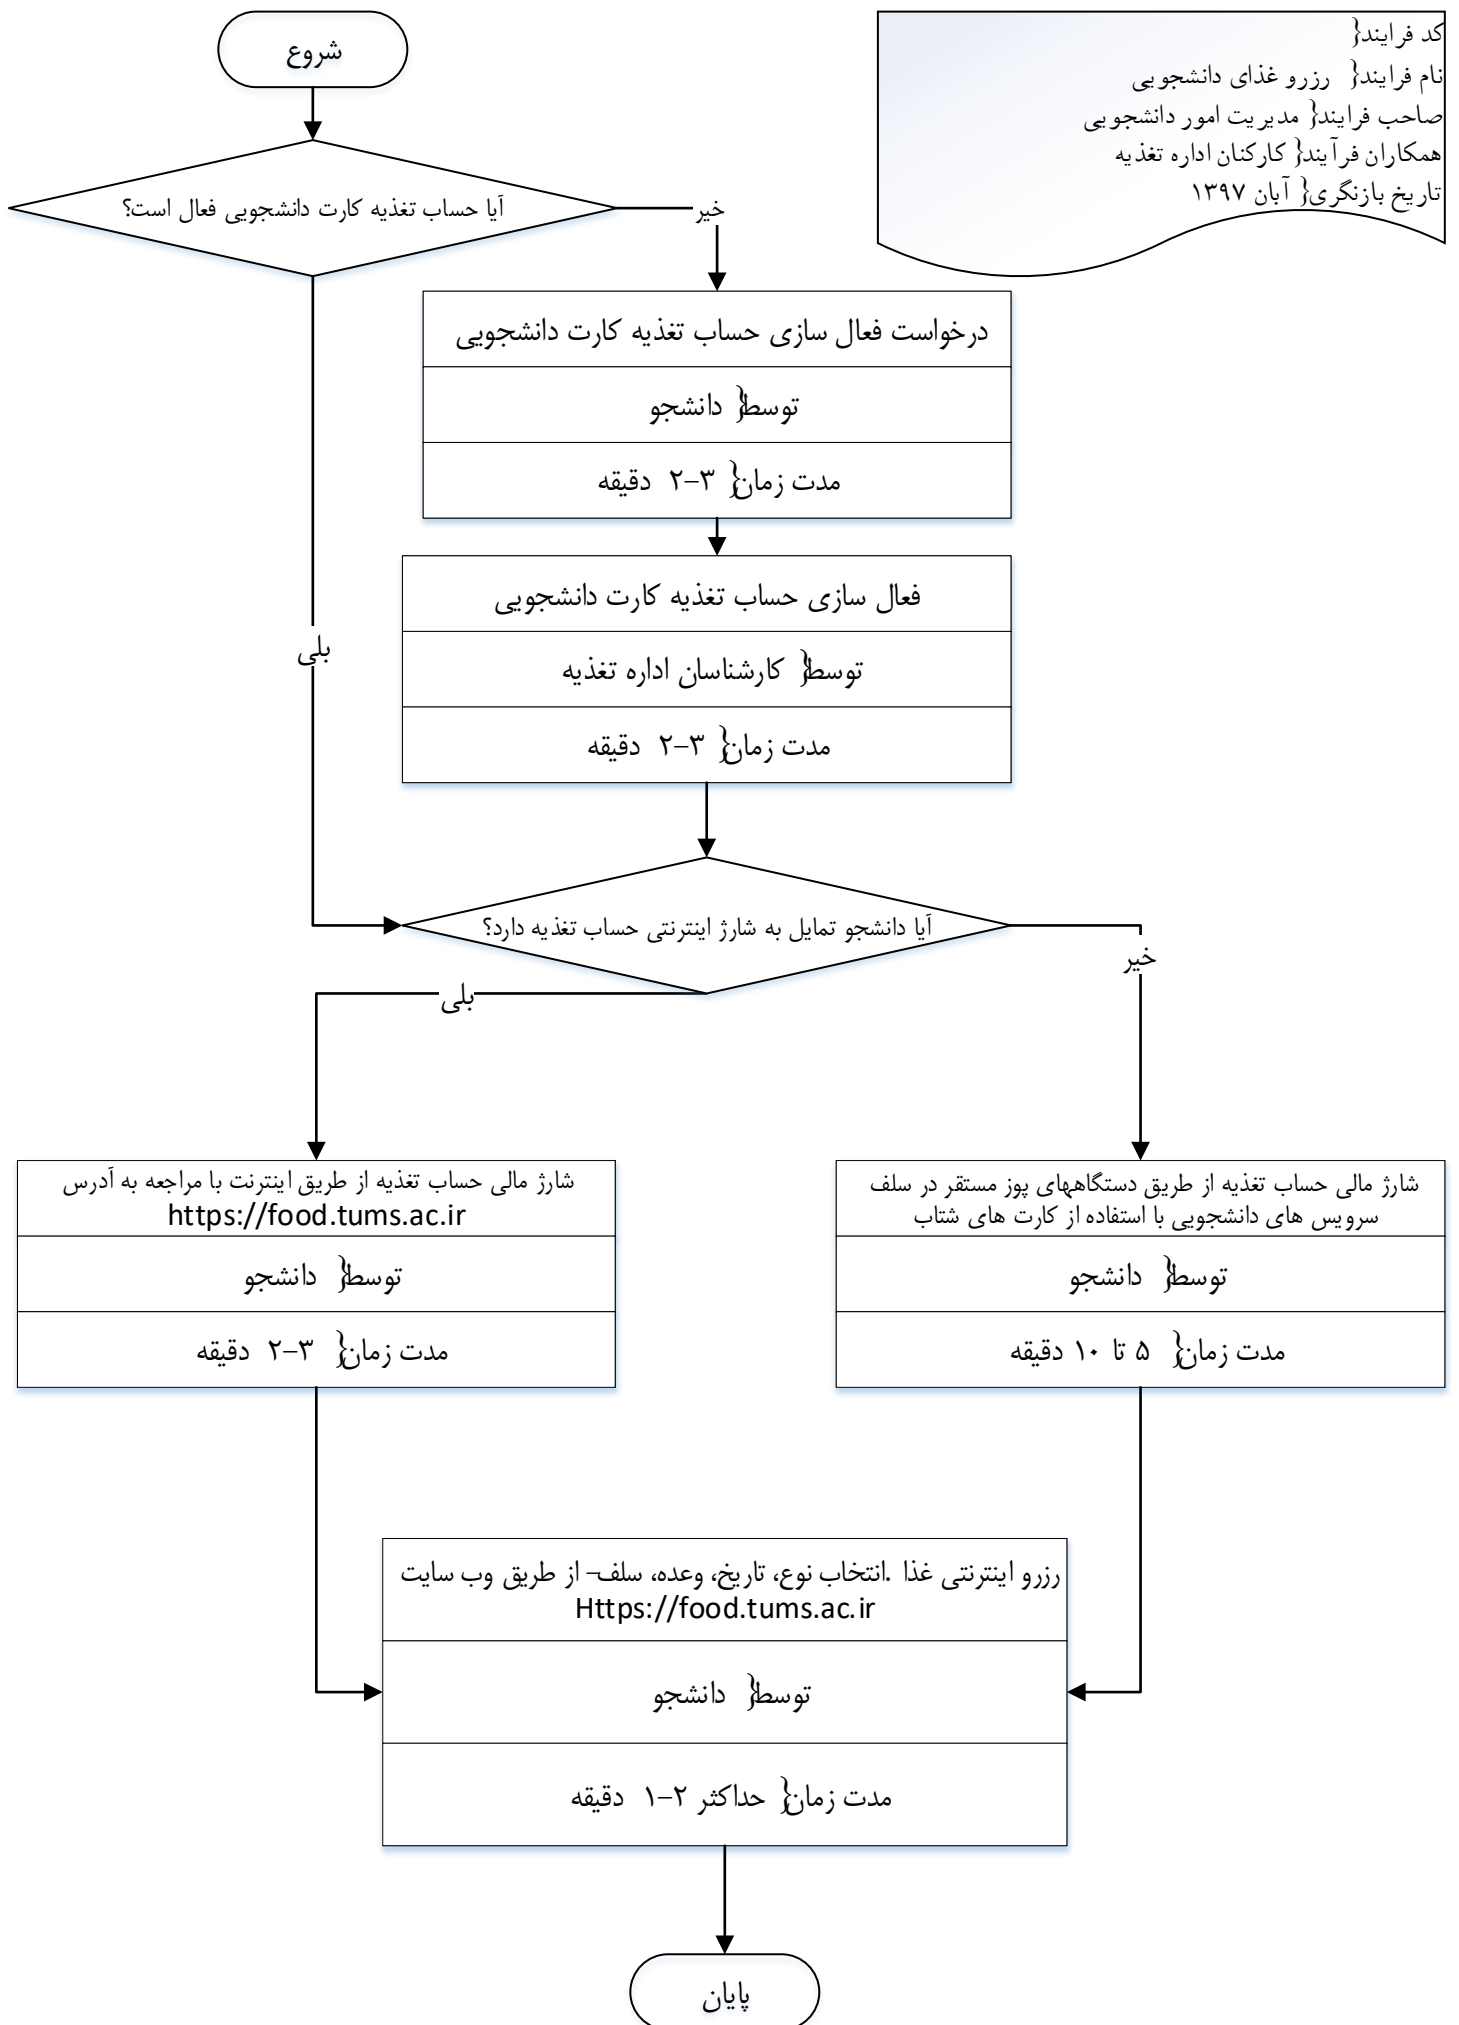 شروع
کد فرایند{
نام فرایند{ رزرو غذای دانشجویی
صاحب فرایند{ مدیریت امور دانشجویی
همکاران فرآیند{ کارکنان اداره تغذیه
تاریخ بازنگری{ آبان ۱۳۹۷
آیا حساب تغذیه کارت دانشجویی فعال است؟
خیر
درخواست فعال سازی حساب تغذیه کارت دانشجویی
توسط{ دانشجو
مدت زمان{ ۳-۲ دقیقه
فعال سازی حساب تغذیه کارت دانشجویی
بلی
توسط{ کارشناسان اداره تغذیه
مدت زمان{ ۳-۲ دقیقه
آیا دانشجو تمایل به شارژ اینترنتی حساب تغذیه دارد؟
خیر
بلی
شارژ مالی حساب تغذیه از طریق دستگاههای پوز مستقر در سلف
سرویس های دانشجویی با استفاده از کارت های شتاب
توسط{ دانشجو
مدت زمان{ ۵ تا ۱۰ دقیقه
شارژ مالی حساب تغذیه از طریق اینترنت با مراجعه به آدرس
https://food.tums.ac.ir
توسط{ دانشجو
مدت زمان{ ۳-۲ دقیقه
رزرو اینترنتی غذا .انتخاب نوع، تاریخ، وعده، سلف- از طریق وب سایت
Https://food.tums.ac.ir
توسط{ دانشجو
مدت زمان{ حداکثر ۲-۱ دقیقه
پایان